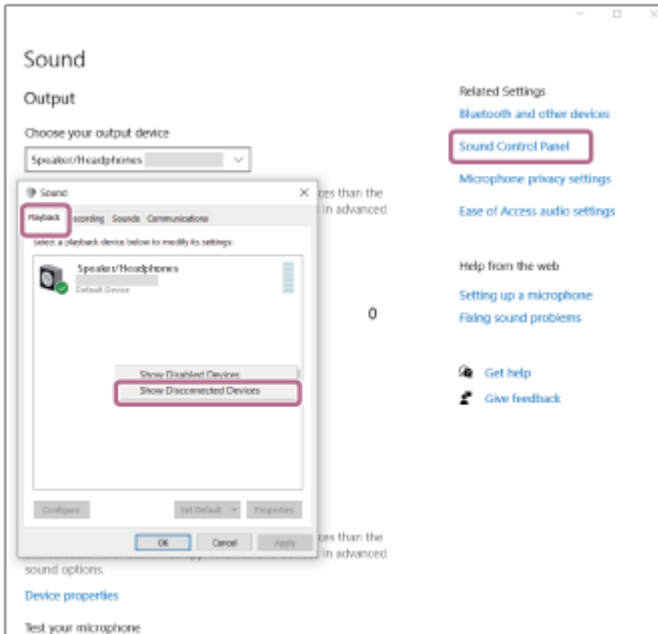 Sound
Output
Choose your output device
Speaker/Headphones
Sound
Playback Recording Sounds Communications
Select a playback device below to modify its settings:
Speaker/Headphones
Default Device
Show Disabled Devices
Show Disconnected Devices
Configure Set Default Properties
OK Cancel Apply
ces than the
in advanced
0
ces than the
in advanced
sound options.
Device properties
Test your microphone
Related Settings
Bluetooth and other devices
Sound Control Panel
Microphone privacy settings
Ease of Access audio settings
Help from the web
Setting up a microphone
Fixing sound problems
Get help
Give feedback